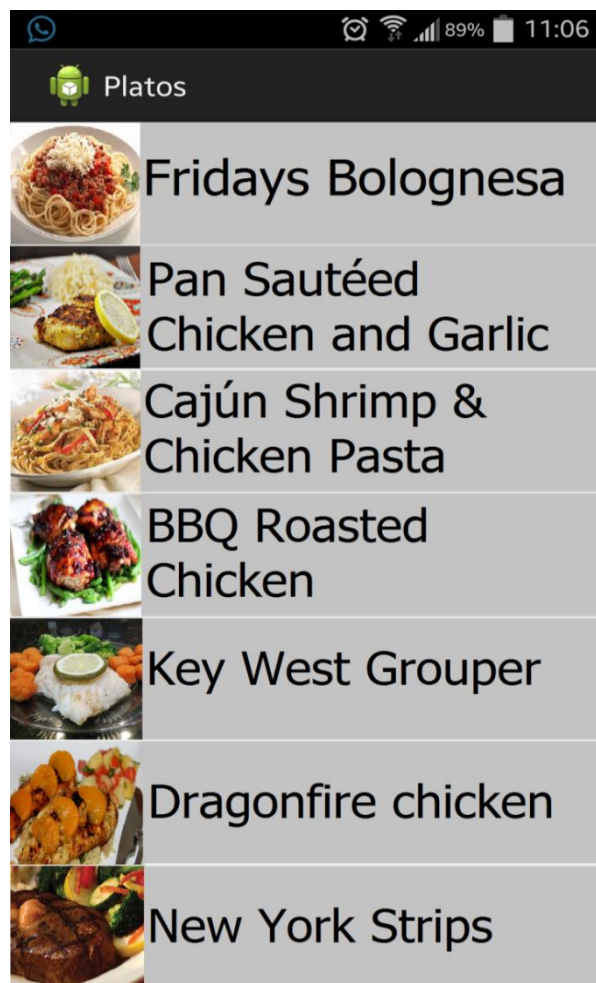 89% 11:06
Platos
Fridays Bolognesa
Pan Sautéed
Chicken and Garlic
Cajún Shrimp &
Chicken Pasta
BBQ Roasted
Chicken
Key West Grouper
Dragonfire chicken
New York Strips